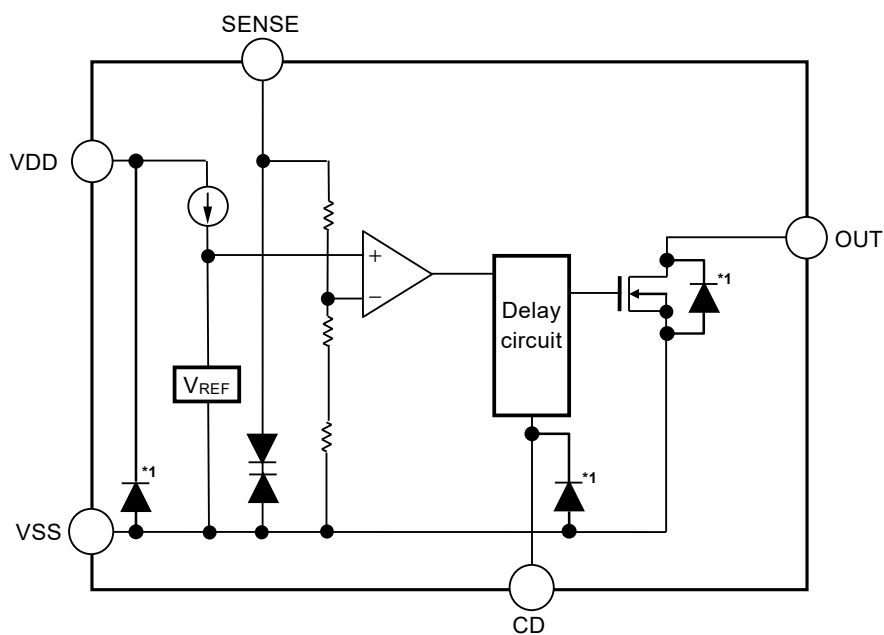 SENSE
VDD
OUT
+
−
*1
Delay
circuit
VREF
*1
*1
VSS
CD